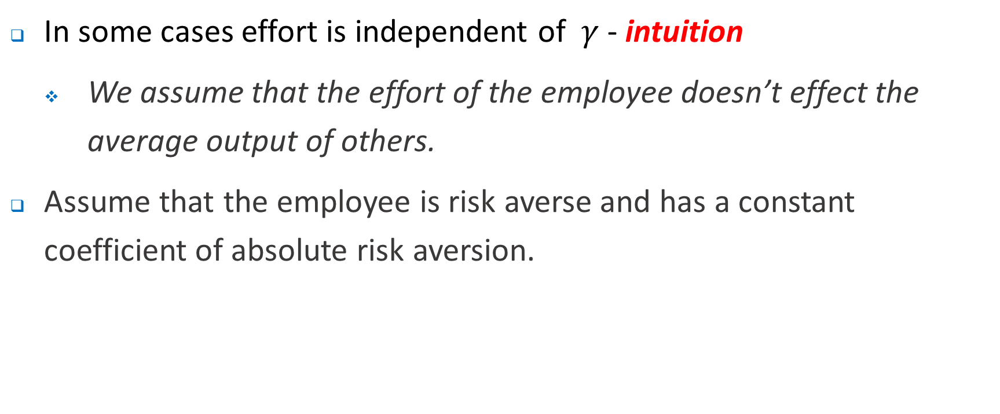 In some cases effort is independent of γ - intuition
We assume that the effort of the employee doesn’t effect the
average output of others.
Assume that the employee is risk averse and has a constant
coefficient of absolute risk aversion.